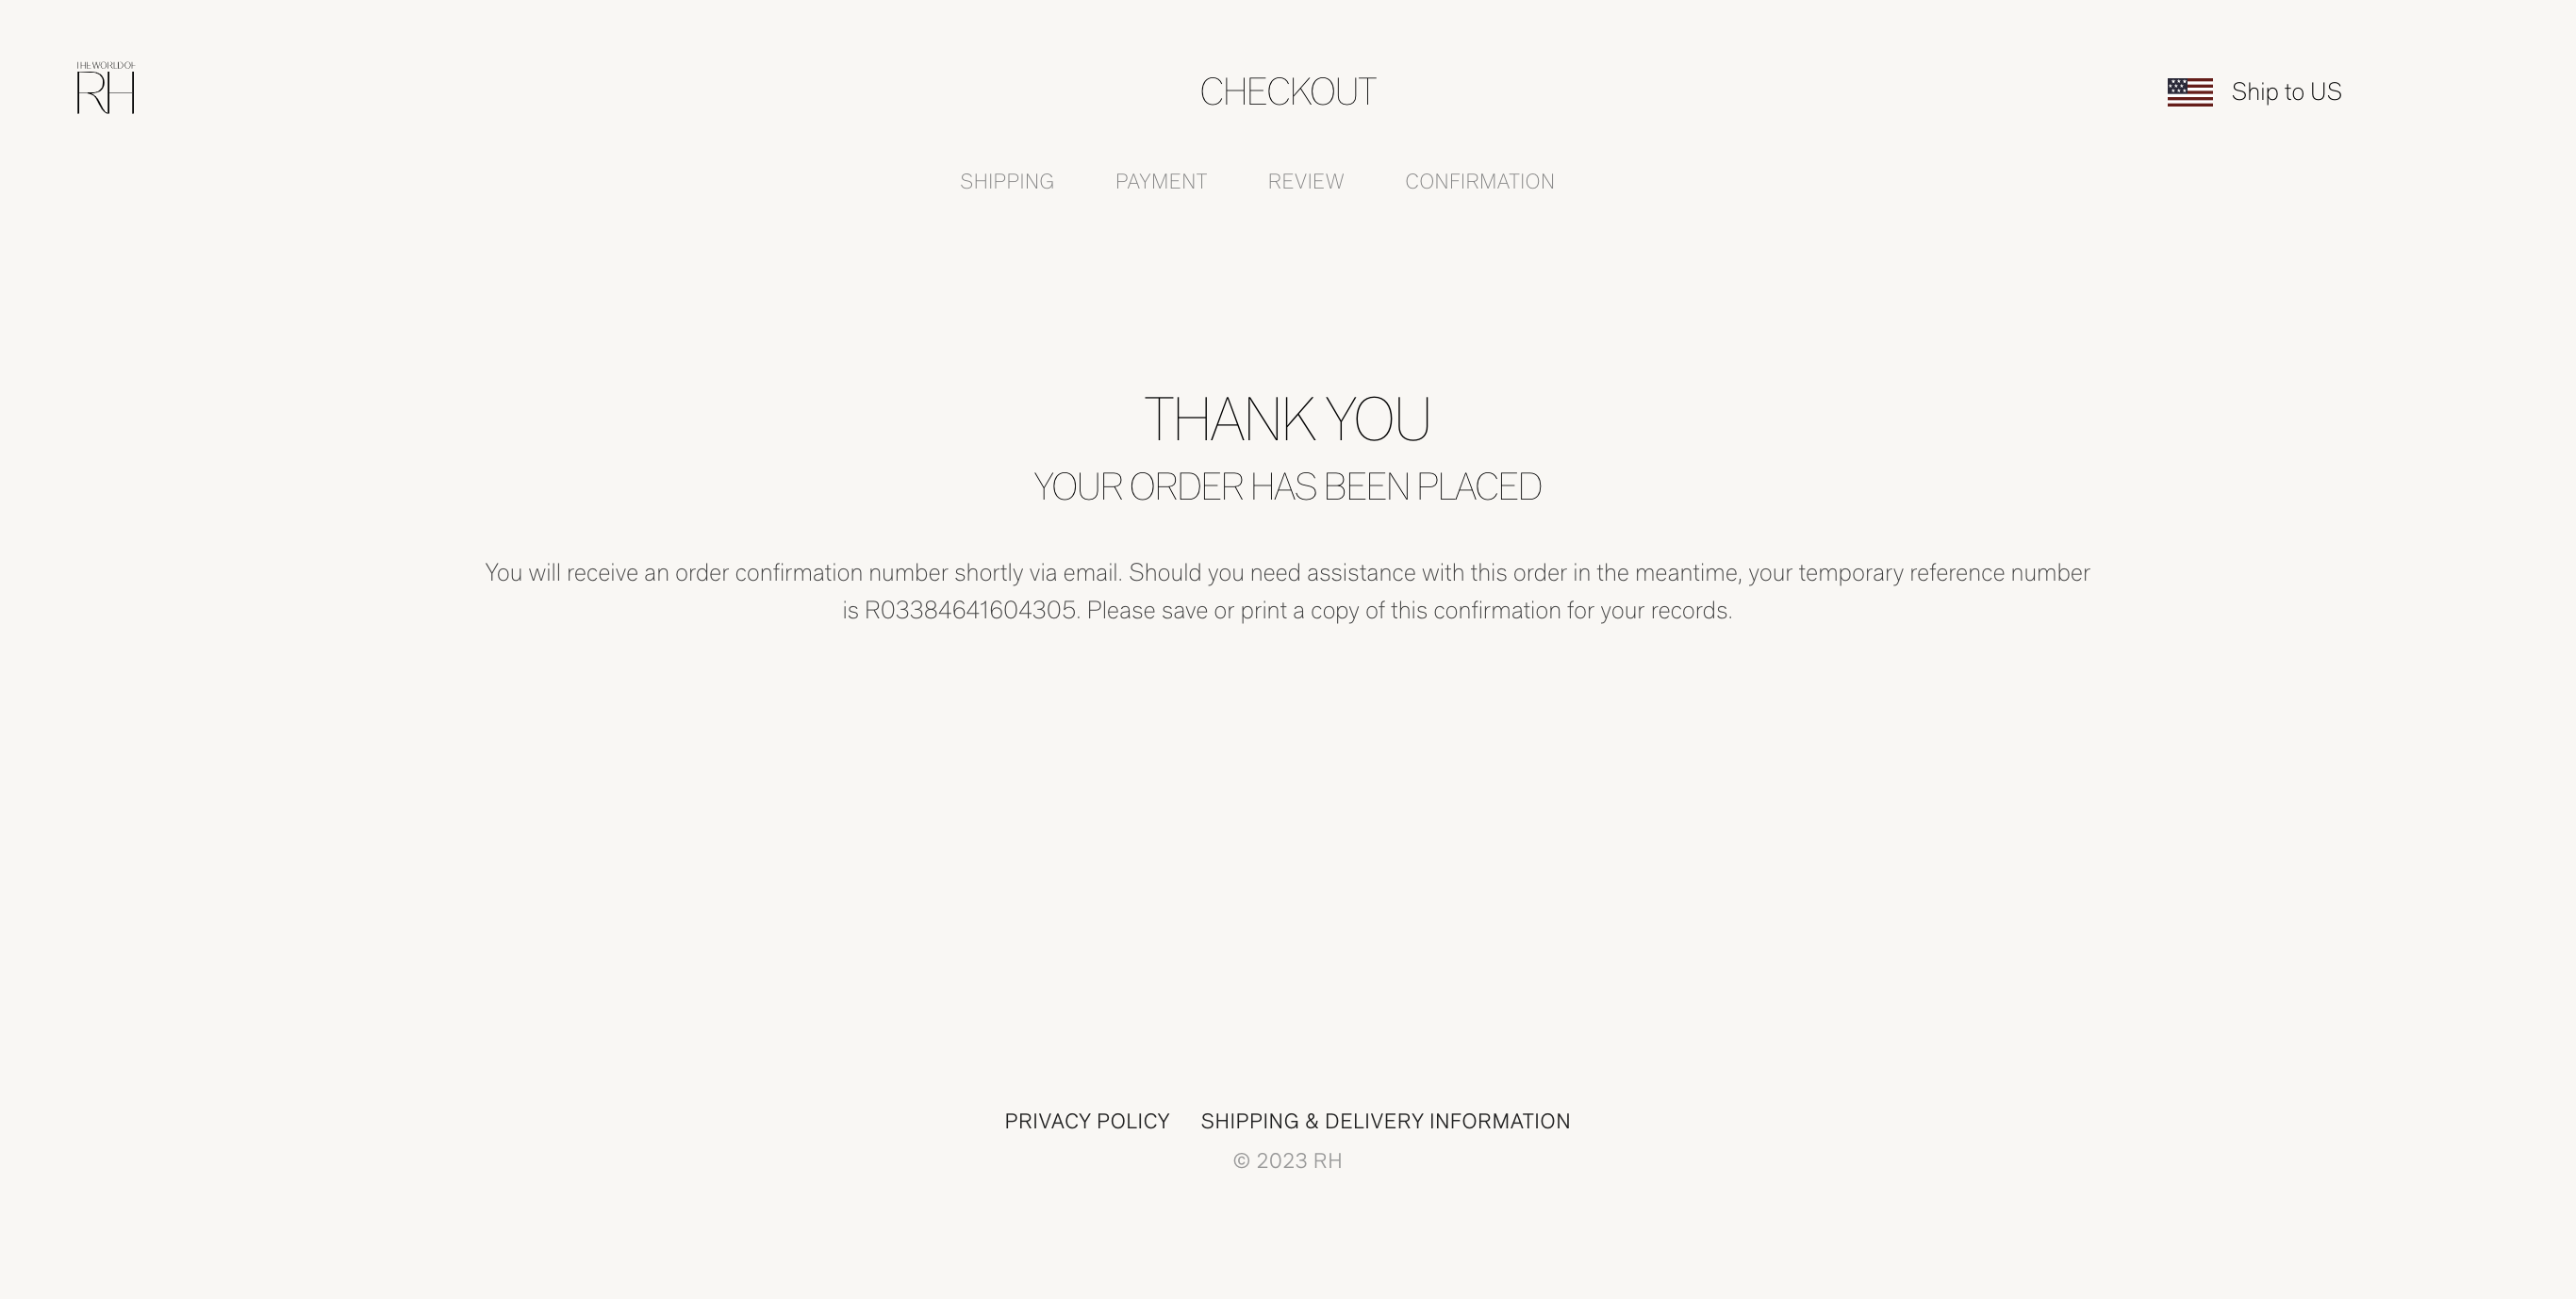 THE WORLD OF
RH
CHECKOUT
Ship to US
SHIPPING PAYMENT REVIEW CONFIRMATION
THANK YOU
YOUR ORDER HAS BEEN PLACED
You will receive an order confirmation number shortly via email. Should you need assistance with this order in the meantime, your temporary reference number
is R03384641604305. Please save or print a copy of this confirmation for your records.
PRIVACY POLICY SHIPPING & DELIVERY INFORMATION
© 2023 RH